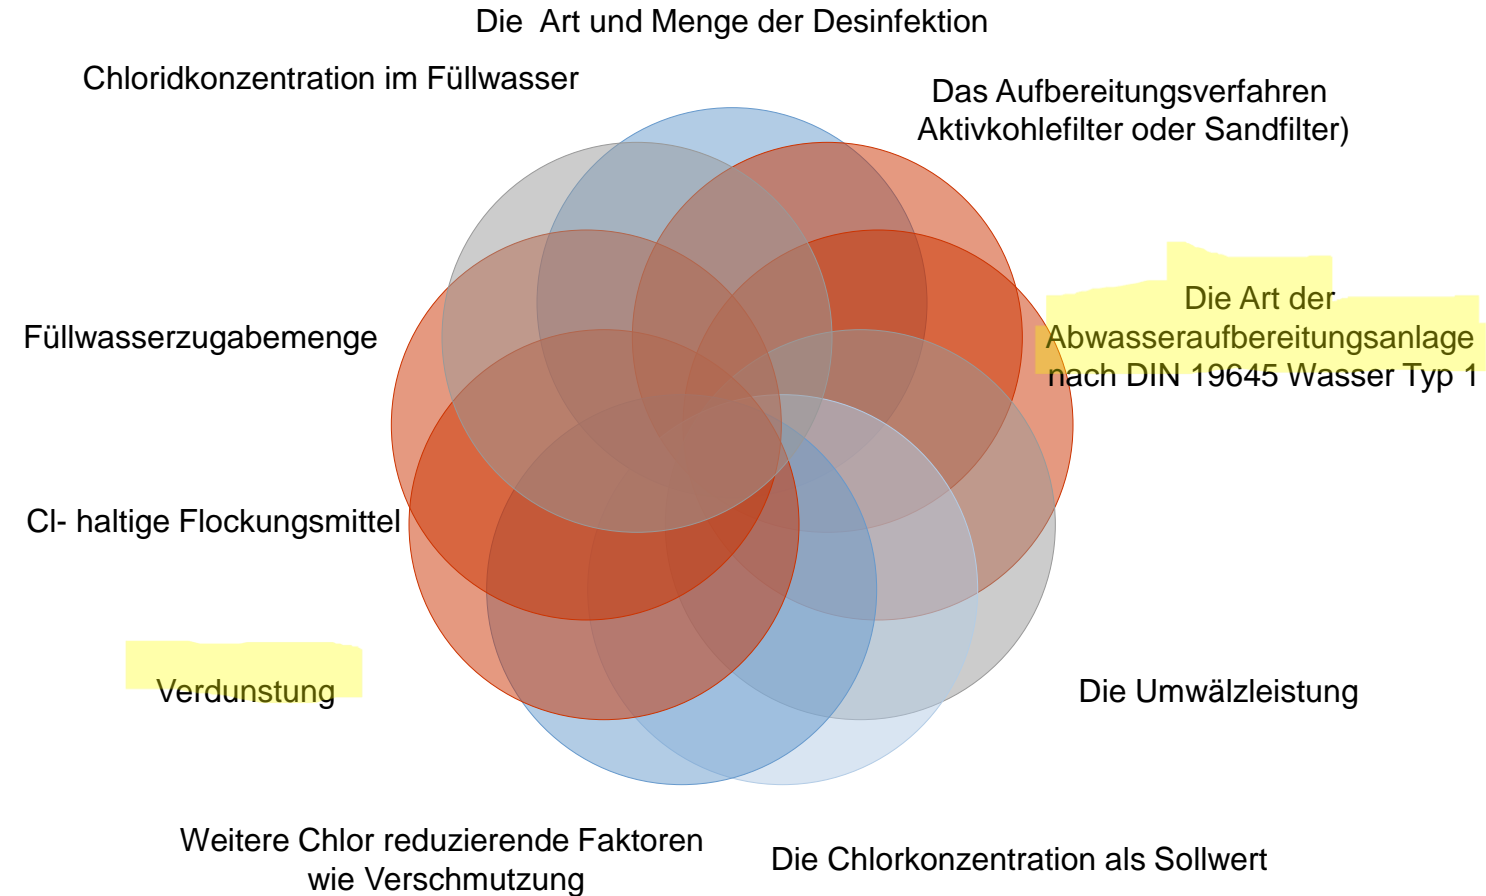 Die Art und Menge der Desinfektion
Chloridkonzentration im Füllwasser
Das Aufbereitungsverfahren
Aktivkohlefilter oder Sandfilter)
Die Art der
Abwasseraufbereitungsanlage
nach DIN 19645 Wasser Typ 1
Füllwasserzugabemenge
Cl- haltige Flockungsmittel
Verdunstung
Die Umwälzleistung
Weitere Chlor reduzierende Faktoren
wie Verschmutzung
Die Chlorkonzentration als Sollwert